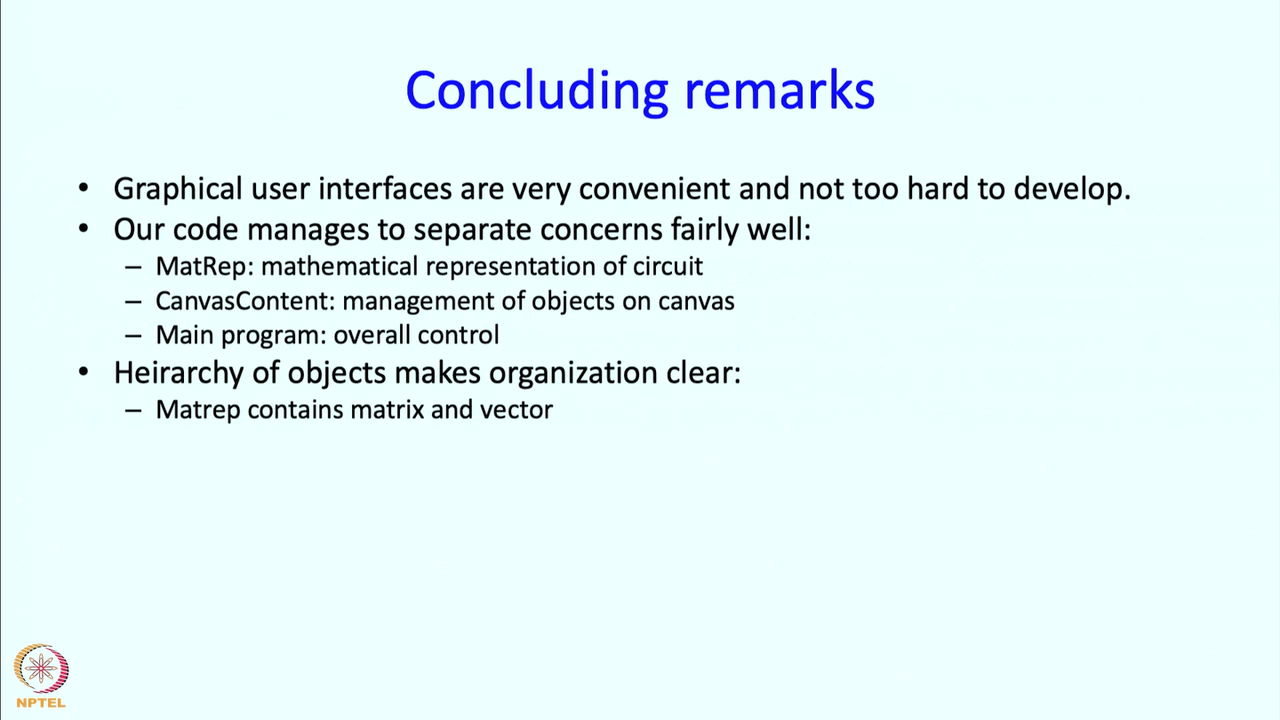 Concluding remarks
• Graphical user interfaces are very convenient and not too hard to develop.
• Our code manages to separate concerns fairly well:
– MatRep: mathematical representation of circuit
– CanvasContent: management of objects on canvas
– Main program: overall control
• Heirarchy of objects makes organization clear:
– Matrep contains matrix and vector
NPTEL